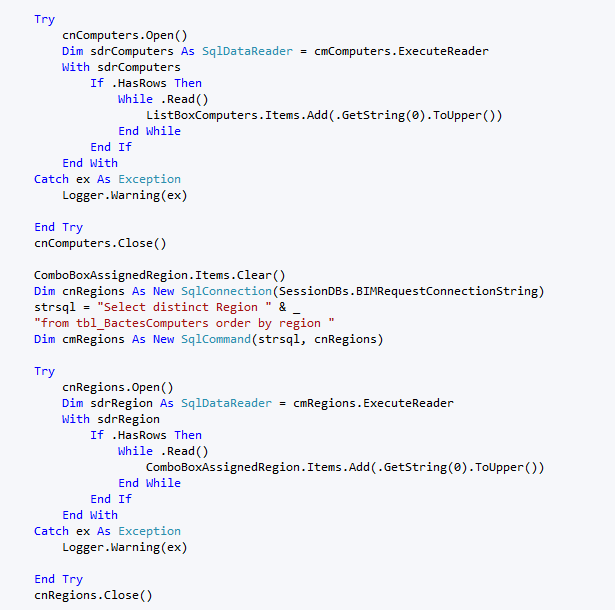 Try
cnComputers.Open()
Dim sdrComputers As SqlDataReader = cmComputers.ExecuteReader
With sdrComputers
If .HasRows Then
While .Read()
ListBoxComputers.Items.Add(.GetString(0).ToUpper())
End While
End If
End With
Catch ex As Exception
Logger.Warning(ex)
End Try
cnComputers.Close()
ComboBoxAssignedRegion.Items.Clear()
Dim cnRegions As New SqlConnection(SessionDBs.BIMRequestConnectionString)
strsql = "Select distinct Region " & _
"from tbl_BactesComputers order by region "
Dim cmRegions As New SqlCommand(strsql, cnRegions)
Try
cnRegions.Open()
Dim sdrRegion As SqlDataReader = cmRegions.ExecuteReader
With sdrRegion
If .HasRows Then
While .Read()
ComboBoxAssignedRegion.Items.Add(.GetString(0).ToUpper())
End While
End If
End With
Catch ex As Exception
Logger.Warning(ex)
End Try
cnRegions.Close()